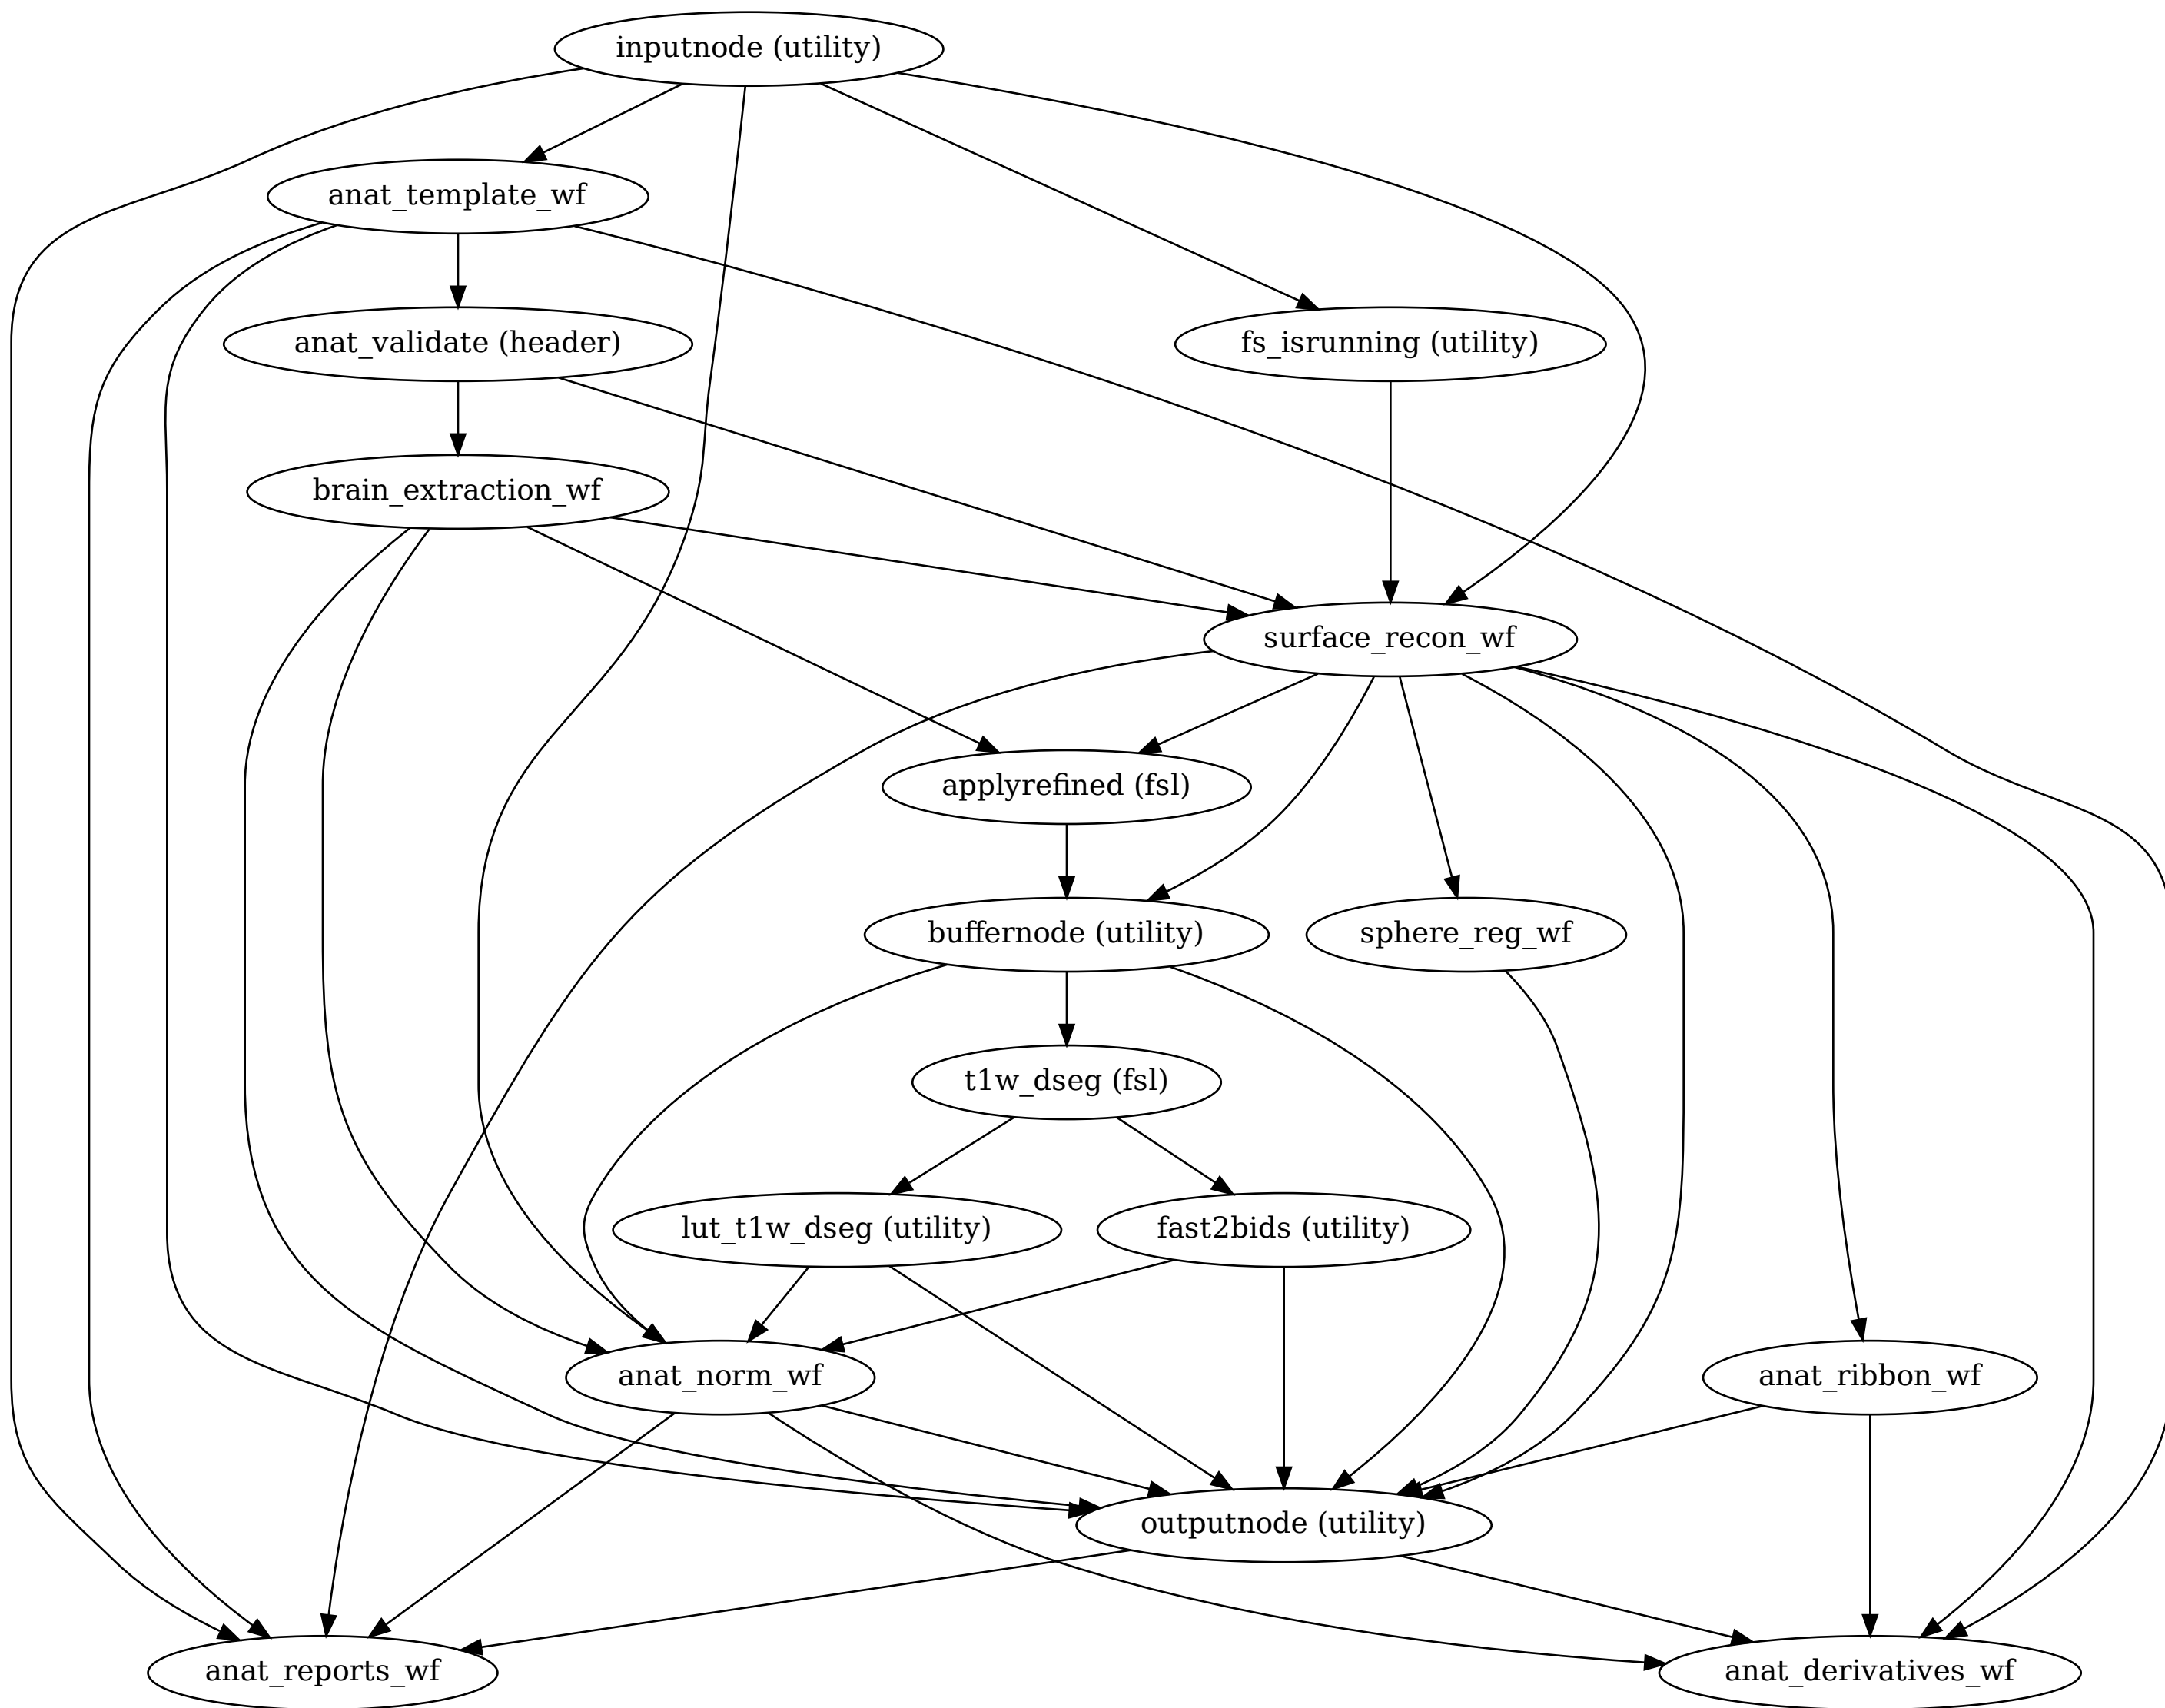 inputnode (utility)
anat_template_wf
anat_validate (header)
fs_isrunning (utility)
brain_extraction_wf
surface_recon_wf
applyrefined (fsl)
buffernode (utility)
sphere_reg_wf
t1w_dseg (fsl)
lut_t1w_dseg (utility)
fast2bids (utility)
anat_norm_wf
anat_ribbon_wf
outputnode (utility)
anat_reports_wf
anat_derivatives_wf